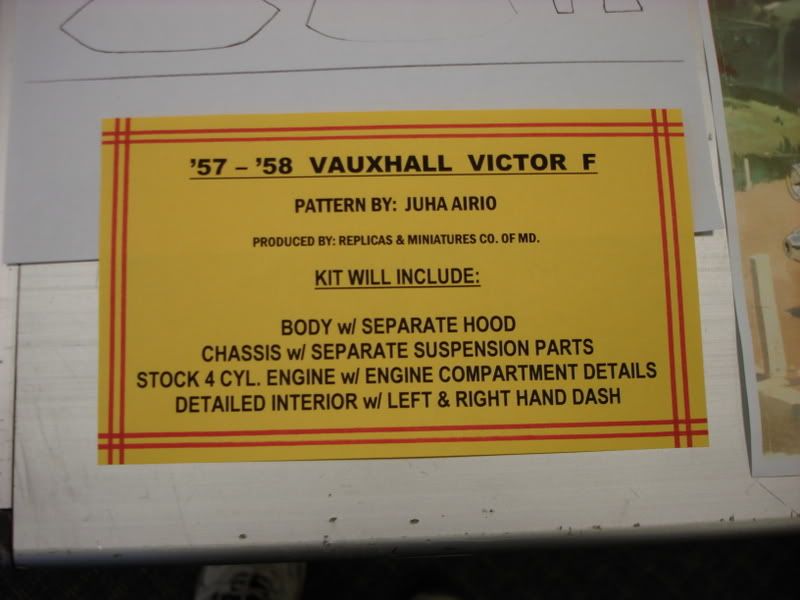 '57 – '58 VAUXHALL VICTOR F
PATTERN BY: JUHA AIRIO
PRODUCED BY: REPLICAS & MINIATURES CO. OF MD.
KIT WILL INCLUDE:
BODY w/ SEPARATE HOOD
CHASSIS w/ SEPARATE SUSPENSION PARTS
STOCK 4 CYL. ENGINE w/ ENGINE COMPARTMENT DETAILS
DETAILED INTERIOR w/ LEFT & RIGHT HAND DASH